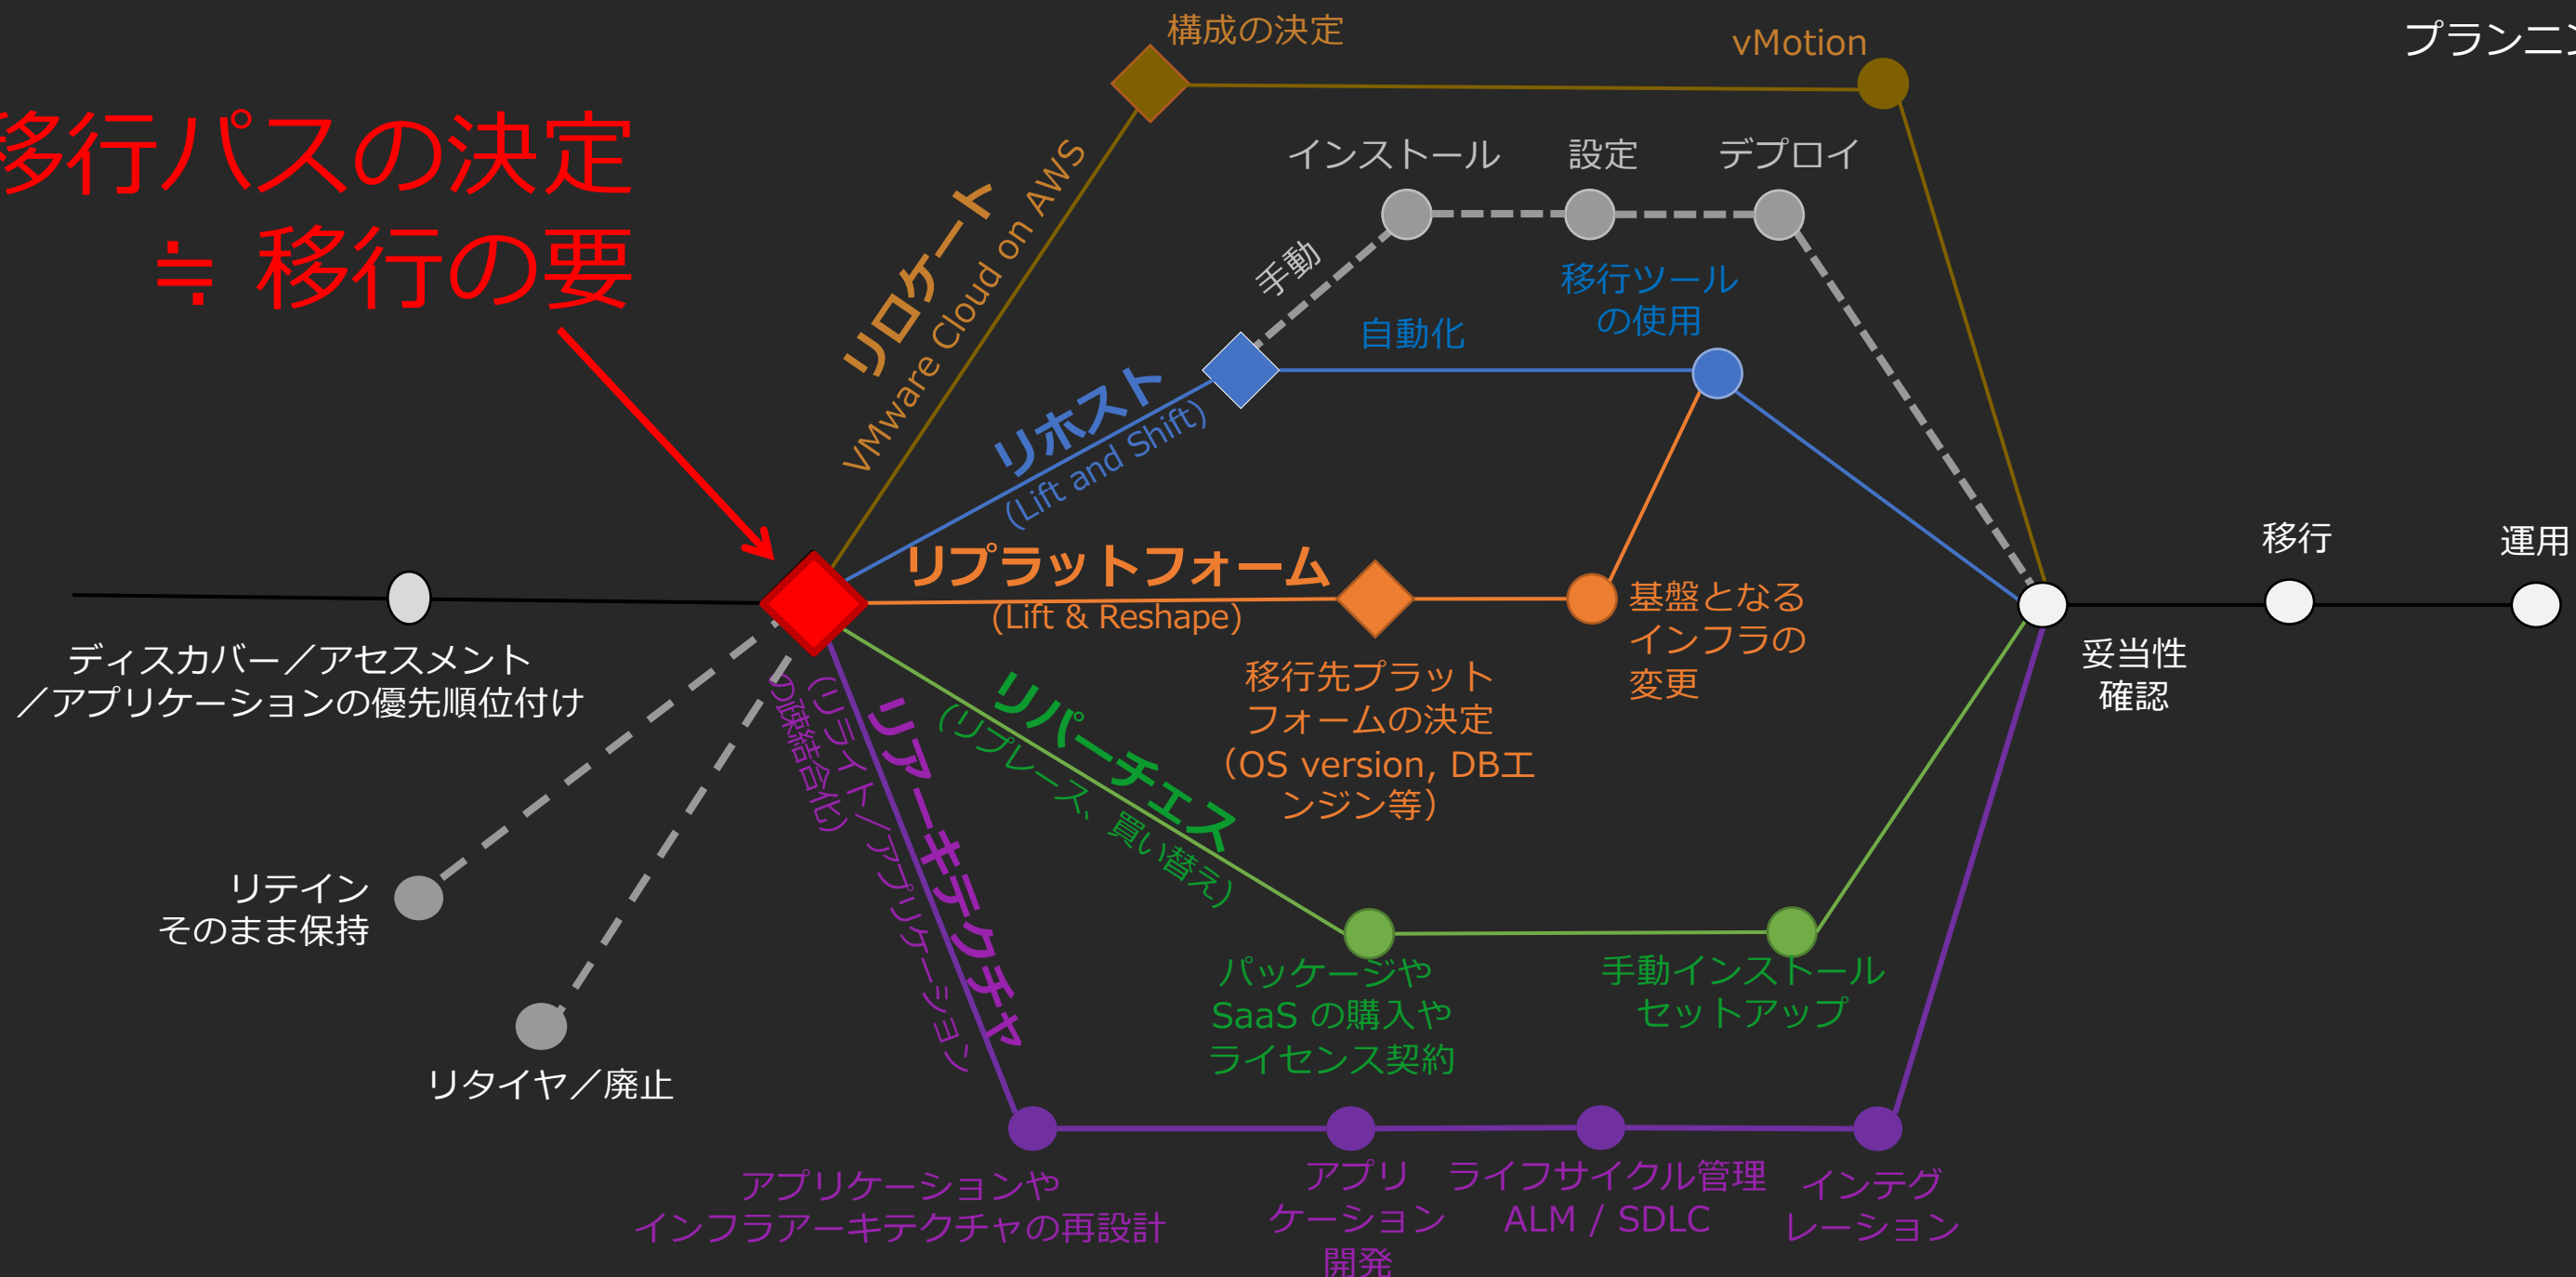 構成の決定
vMotion
プランニン
移行パスの決定
≒ 移行の要
インストール
設定
デプロイ
手動
リロケート
VMware Cloud on AWS
移行ツール
の使用
自動化
リホスト
(Lift and Shift)
リプラットフォーム
(Lift & Reshape)
移行
運用
基盤となる
インフラの
変更
ディスカバー／アセスメント
／アプリケーションの優先順位付け
妥当性
確認
移行先プラット
フォームの決定
（OS version, DBエ
ンジン等）
リパーチェス
（リプレース、買い替え）
リアーキテクチャ
（リライト／アプリケーション
の疎結合化）
リテイン
そのまま保持
リタイヤ／廃止
パッケージや
SaaS の購入や
ライセンス契約
手動インストール
セットアップ
アプリケーションや
インフラアーキテクチャの再設計
アプリ
ケーション
開発
ライフサイクル管理
ALM / SDLC
インテグ
レーション